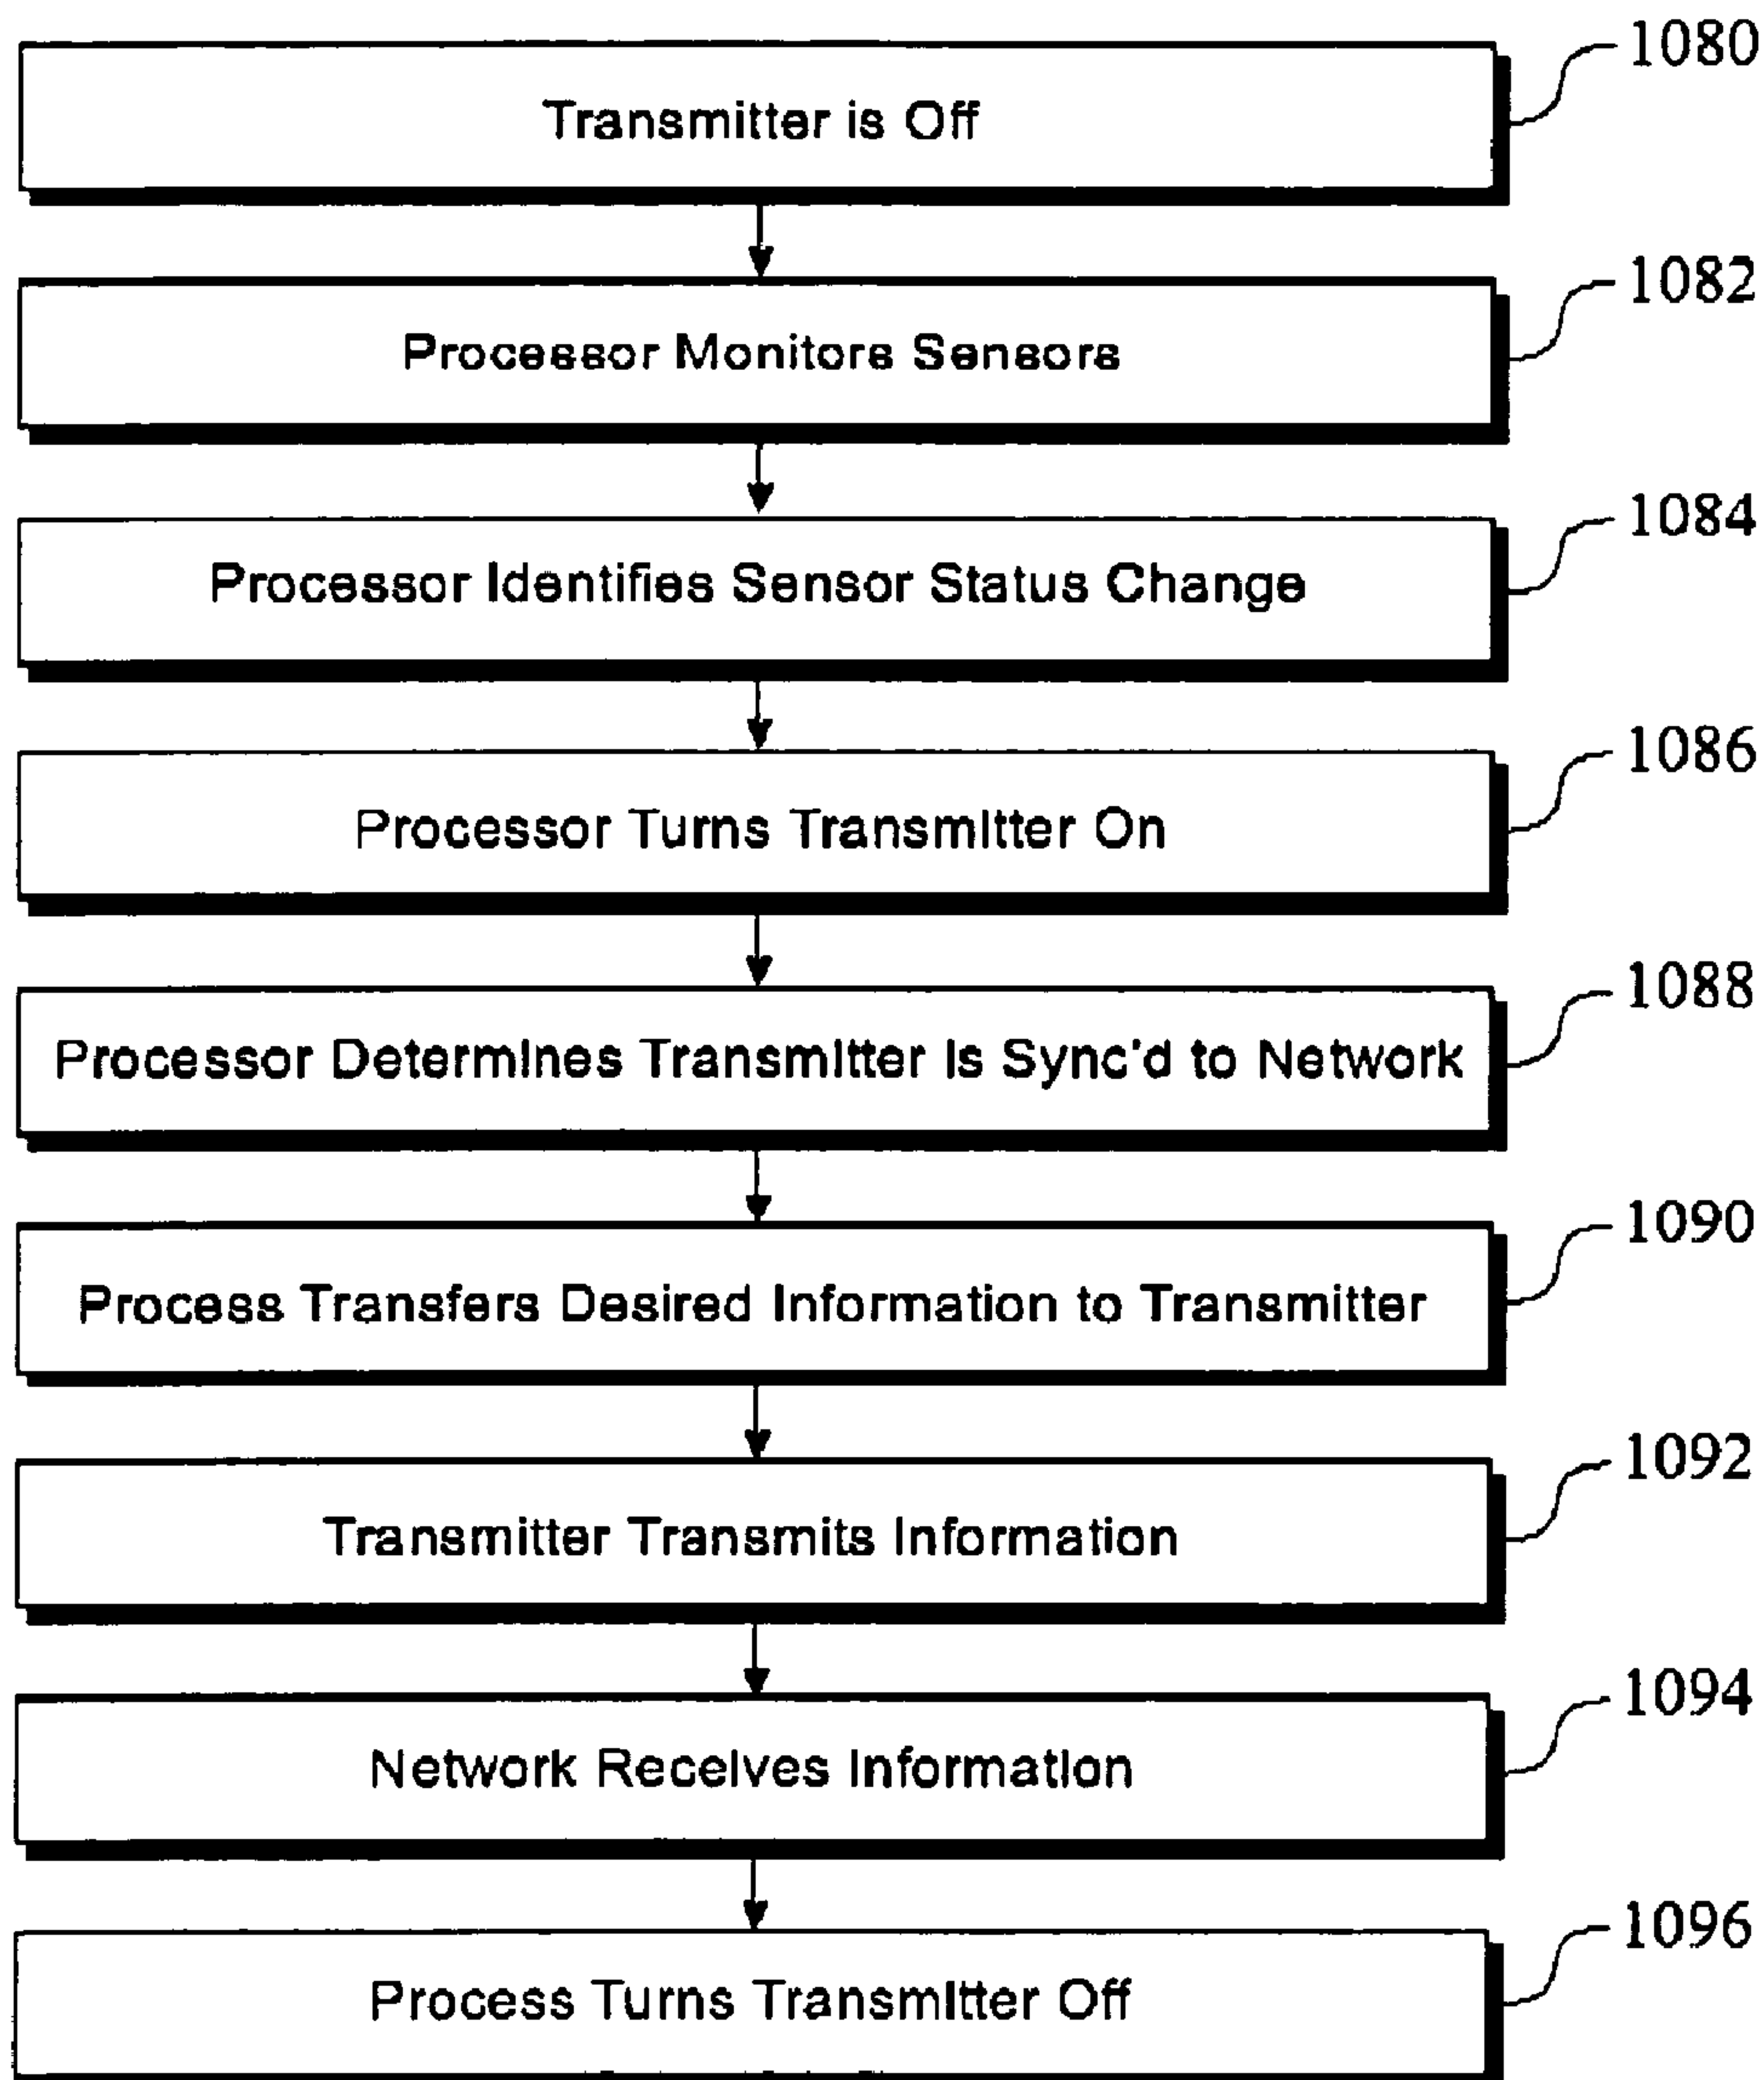 1080
Transmitter is Off
1082
Processor Monitors Sensors
1084
Processor Identifies Sensor Status Change
1086
Processor Turns Transmitter On
1088
Processor Determines Transmitter is Sync'd to Network
1090
Process Transfers Desired Information to Transmitter
1092
Transmitter Transmits Information
1094
Network Receives Information
1096
Process Turns Transmitter Off